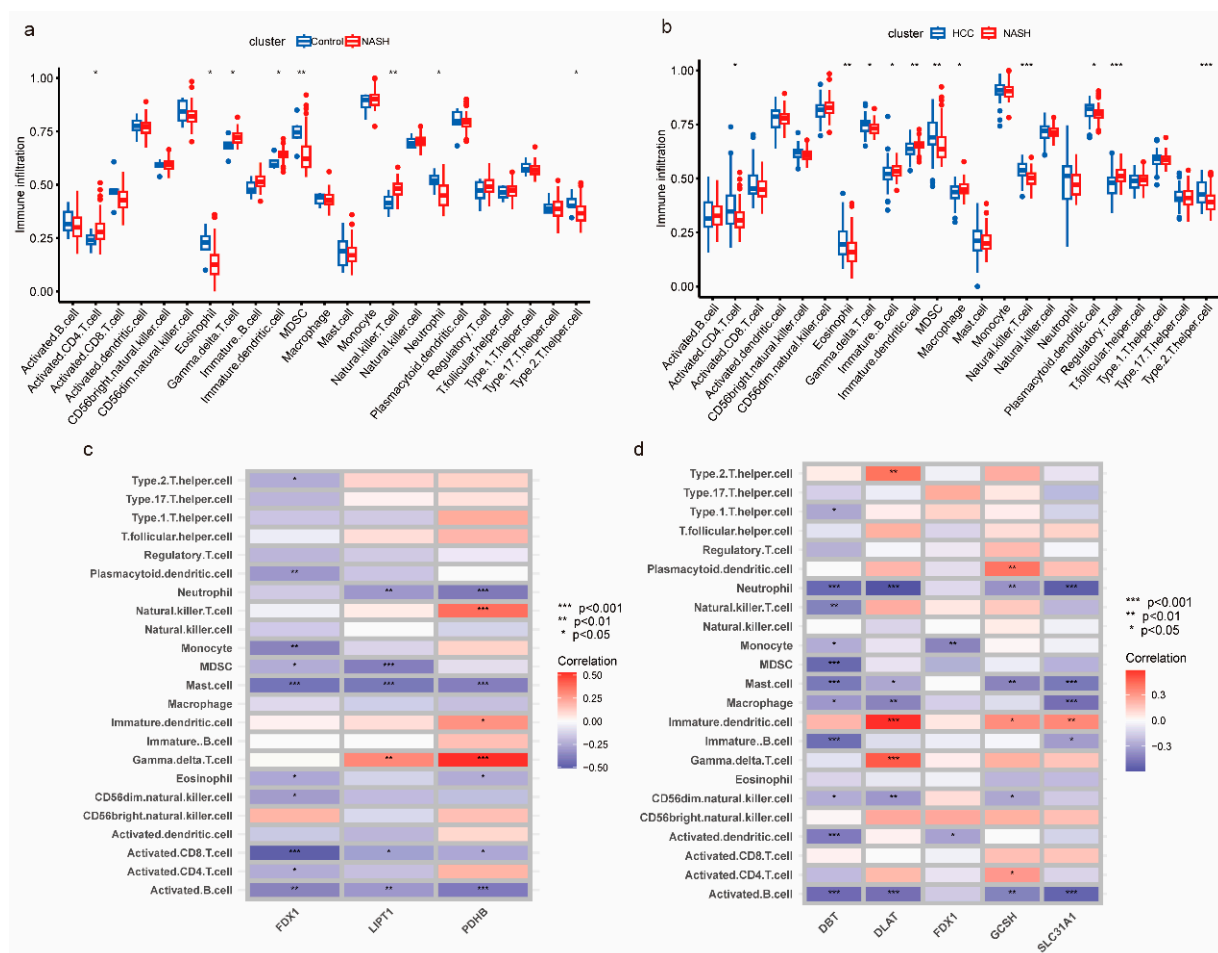 a
cluster Control NASH
* * * * ** ** * *
Immune infiltration
1.00
0.75
0.50
0.25
0.00
Activated.B.cell
Activated.CD4.T.cell
Activated.CD8.T.cell
Activated.dendritic.cell
CD56bright.natural.killer.cell
CD56dim.natural.killer.cell
Eosinophil
Gamma.delta.T.cell
Immature..B.cell
Immature.dendritic.cell
MDSC
Macrophage
Mast.cell
Monocyte
Natural.killer.T.cell
Natural.killer.cell
Neutrophil
Plasmacytoid.dendritic.cell
Regulatory.T.cell
T.follicular.helper.cell
Type.1.T.helper.cell
Type.17.T.helper.cell
Type.2.T.helper.cell
b
cluster HCC NASH
* ** * * ** ** * *** * *** ***
Immune infiltration
1.00
0.75
0.50
0.25
0.00
Activated.B.cell
Activated.CD4.T.cell
Activated.CD8.T.cell
Activated.dendritic.cell
CD56bright.natural.killer.cell
CD56dim.natural.killer.cell
Eosinophil
Gamma.delta.T.cell
Immature..B.cell
Immature.dendritic.cell
MDSC
Macrophage
Mast.cell
Monocyte
Natural.killer.T.cell
Natural.killer.cell
Neutrophil
Plasmacytoid.dendritic.cell
Regulatory.T.cell
T.follicular.helper.cell
Type.1.T.helper.cell
Type.17.T.helper.cell
Type.2.T.helper.cell
c
Type.2.T.helper.cell *
Type.17.T.helper.cell
Type.1.T.helper.cell
T.follicular.helper.cell
Regulatory.T.cell
Plasmacytoid.dendritic.cell **
Neutrophil ** ***
Natural.killer.T.cell ***
Natural.killer.cell
Monocyte **
MDSC * ***
Mast.cell *** *** ***
Macrophage
Immature.dendritic.cell *
Immature..B.cell
Gamma.delta.T.cell ** ***
Eosinophil * *
CD56dim.natural.killer.cell *
CD56bright.natural.killer.cell
Activated.dendritic.cell
Activated.CD8.T.cell *** * *
Activated.CD4.T.cell *
Activated.B.cell ** ** ***
FDX1
LIPT1
PDHB
*** p<0.001
** p<0.01
* p<0.05
Correlation
0.50
0.25
0.00
−0.25
−0.50
d
Type.2.T.helper.cell **
Type.17.T.helper.cell
Type.1.T.helper.cell *
T.follicular.helper.cell
Regulatory.T.cell
Plasmacytoid.dendritic.cell **
Neutrophil *** *** ** ***
Natural.killer.T.cell **
Natural.killer.cell
Monocyte * **
MDSC ***
Mast.cell *** * ** ***
Macrophage * ** ***
Immature.dendritic.cell *** * **
Immature..B.cell *** *
Gamma.delta.T.cell ***
Eosinophil
CD56dim.natural.killer.cell * ** *
CD56bright.natural.killer.cell
Activated.dendritic.cell *** *
Activated.CD8.T.cell
Activated.CD4.T.cell *
Activated.B.cell *** *** ** ***
DBT
DLAT
FDX1
GCSH
SLC31A1
*** p<0.001
** p<0.01
* p<0.05
Correlation
0.3
0.0
−0.3